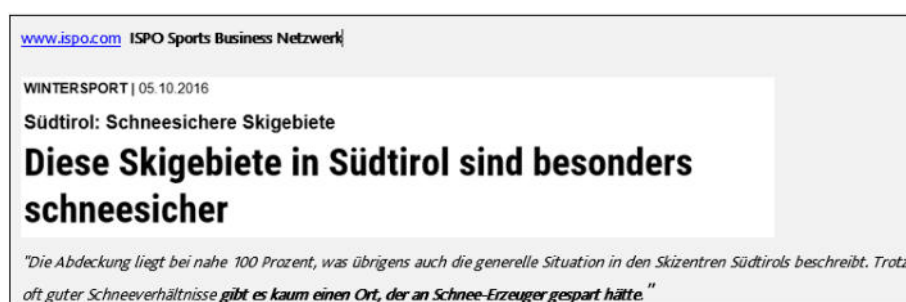 www.ispo.com ISPO Sports Business Netzwerk
WINTERSPORT | 05.10.2016
Südtirol: Schneesichere Skigebiete
Diese Skigebiete in Südtirol sind besonders
schneesicher
"Die Abdeckung liegt bei nahe 100 Prozent, was übrigens auch die generelle Situation in den Skizentren Südtirols beschreibt. Trotz
oft guter Schneeverhältnisse gibt es kaum einen Ort, der an Schnee-Erzeuger gespart hätte."